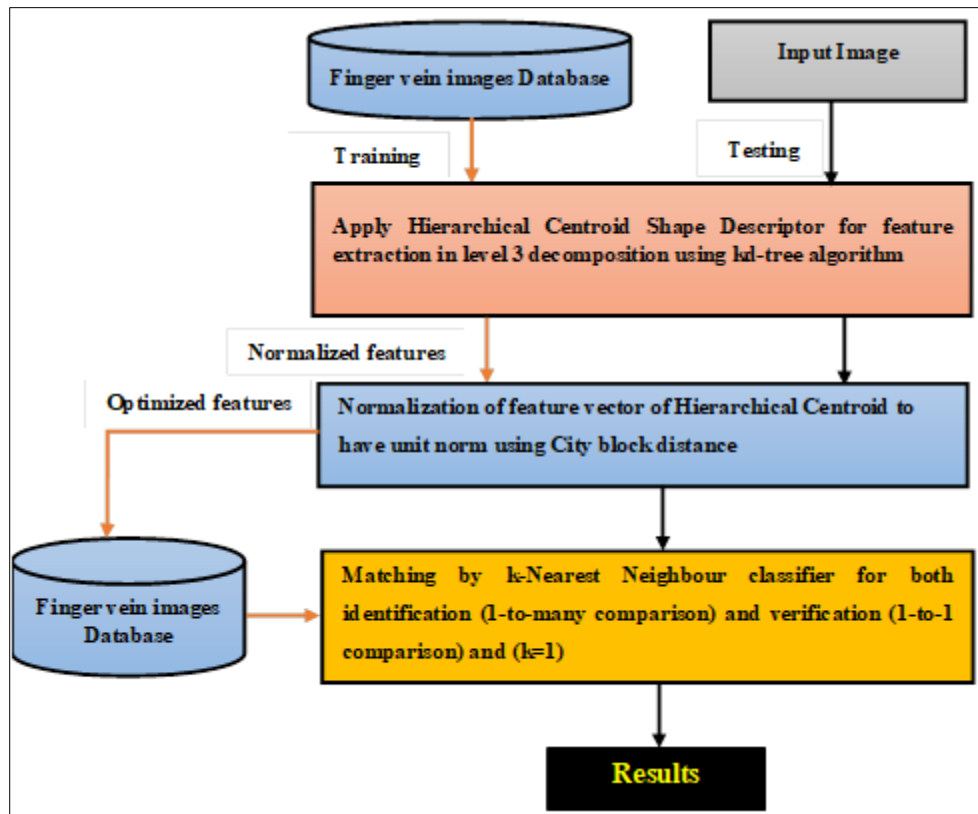 Finger vein images Database
Input Image
Training
Testing
Apply Hierarchical Centroid Shape Descriptor for feature
extraction in level 3 decomposition using kd-tree algorithm
Normalized features
Optimized features
Normalization of feature vector of Hierarchical Centroid to
have unit norm using City block distance
Finger vein images
Database
Matching by k-Nearest Neighbour classifier for both
identification (1-to-many comparison) and verification (1-to-1
comparison) and (k=1)
Results